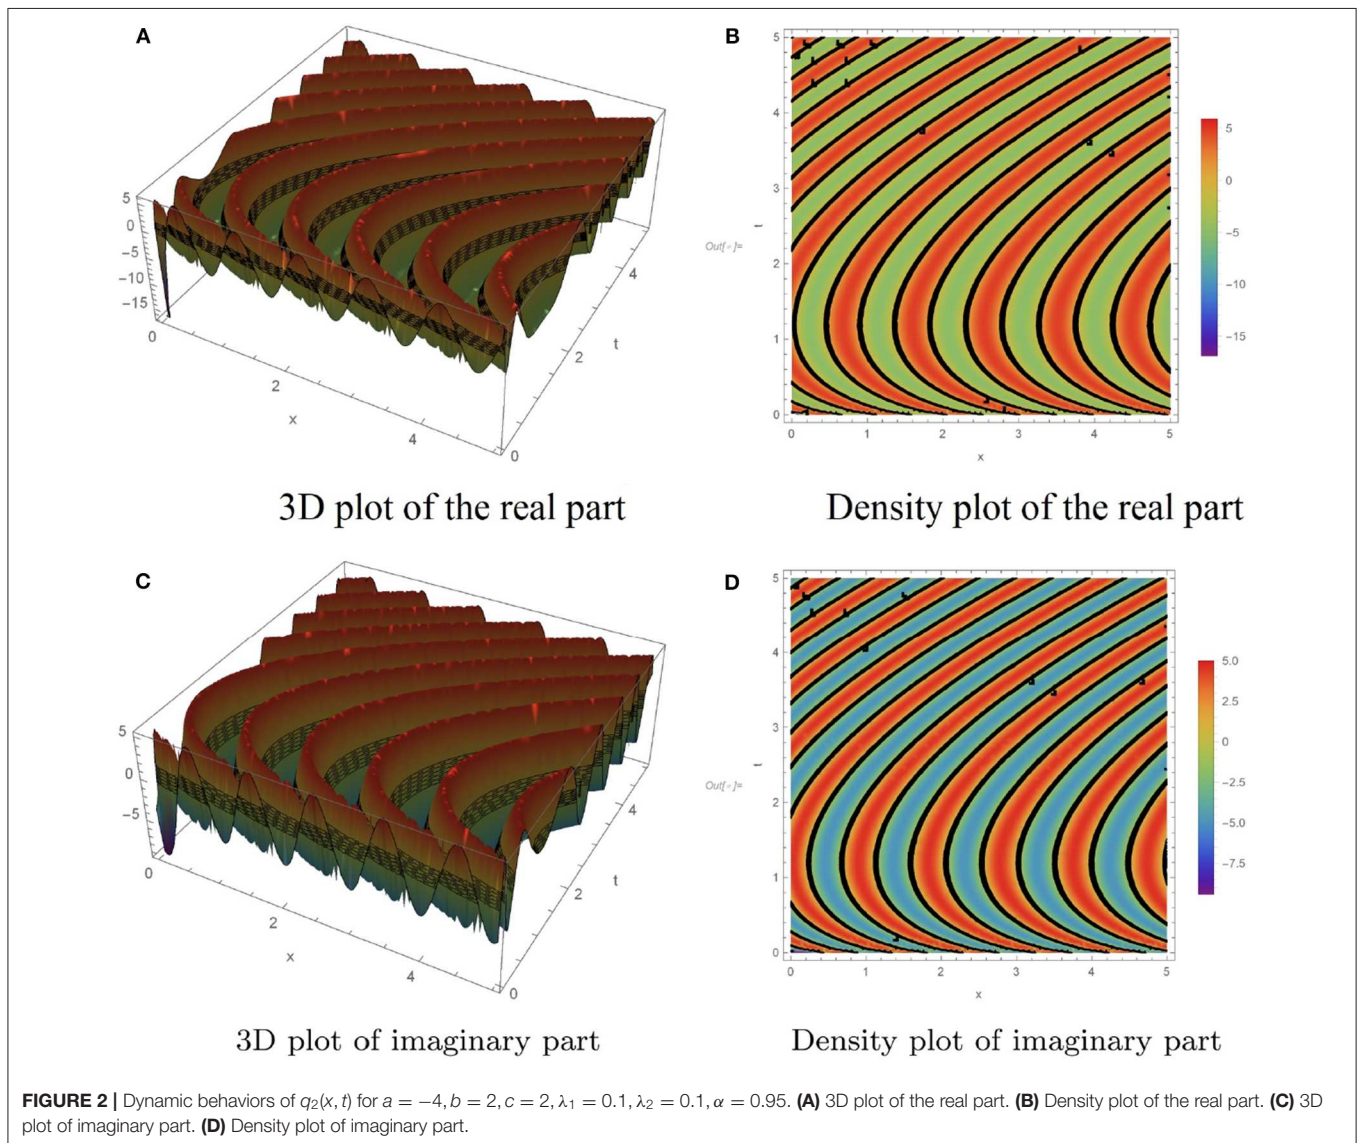 A
5
0
−5
−10
−15
0
2
4
x
0
2
4
t
B
5
4
3
2
1
0
t
Out[∘]=
0 1 2 3 4 5
x
5
0
−5
−10
−15
3D plot of the real part
Density plot of the real part
C
5
0
−5
0
2
4
x
0
2
4
t
D
5
4
3
2
1
0
t
Out[∘]=
0 1 2 3 4 5
x
5.0
2.5
0
−2.5
−5.0
−7.5
3D plot of imaginary part
Density plot of imaginary part
FIGURE 2 | Dynamic behaviors of q₂(x, t) for a = −4, b = 2, c = 2, λ₁ = 0.1, λ₂ = 0.1, α = 0.95. (A) 3D plot of the real part. (B) Density plot of the real part. (C) 3D
plot of imaginary part. (D) Density plot of imaginary part.